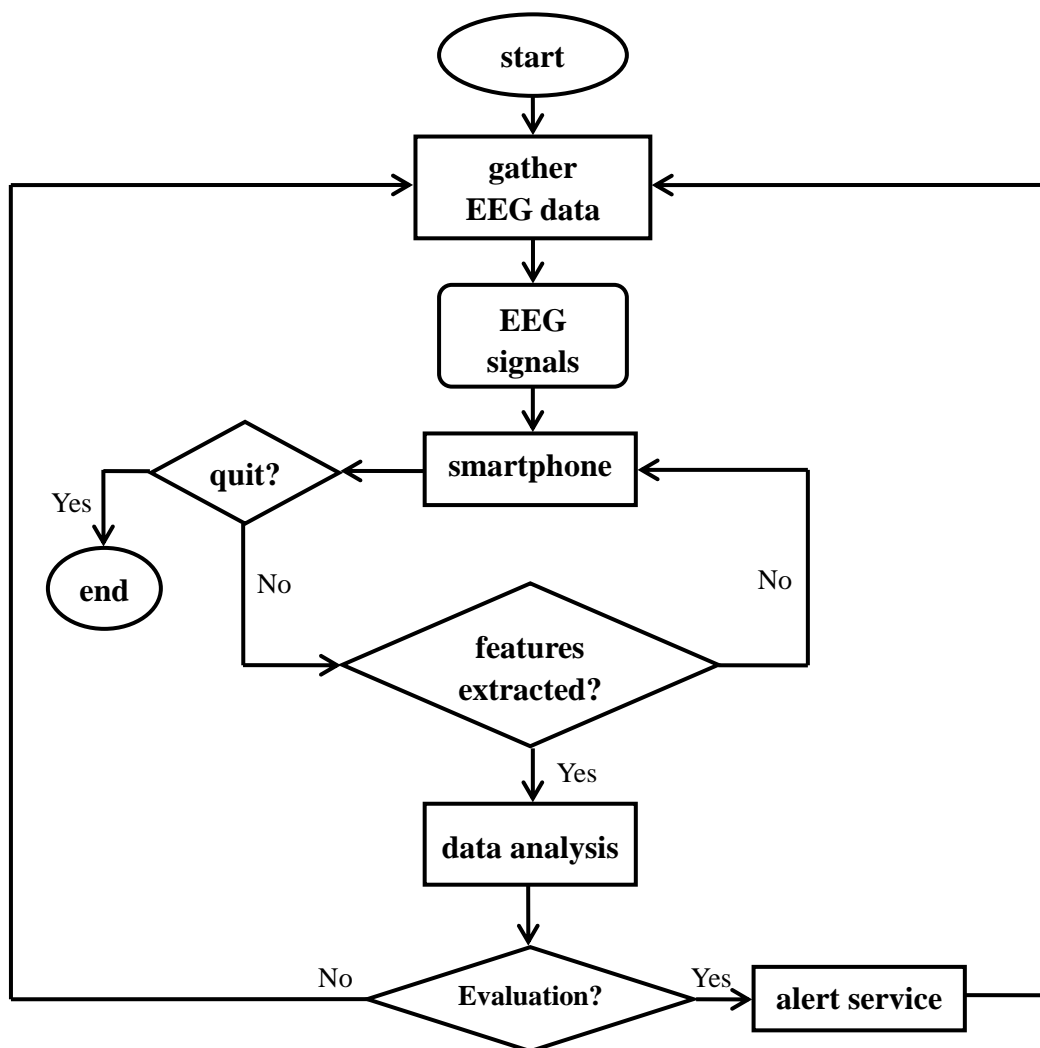 start
gather
EEG data
EEG
signals
smartphone
quit?
Yes
end
No
No
features
extracted?
Yes
data analysis
No
Evaluation?
Yes
alert service